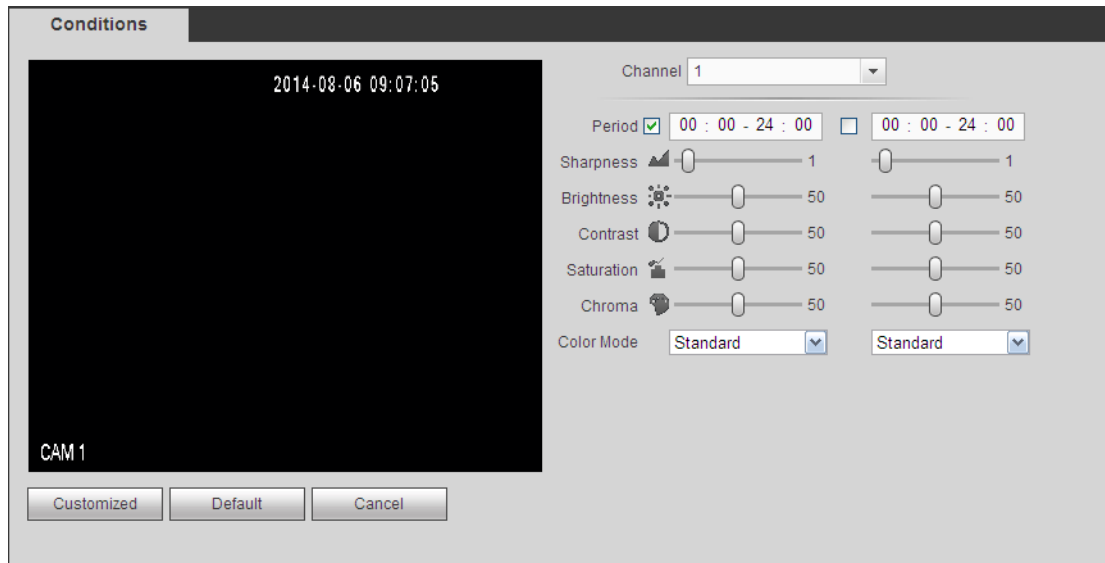 Conditions
2014-08-06 09:07:05
CAM 1
Channel 1
Period 00 : 00 - 24 : 00 00 : 00 - 24 : 00
Sharpness 1 1
Brightness 50 50
Contrast 50 50
Saturation 50 50
Chroma 50 50
Color Mode Standard Standard
Customized Default Cancel